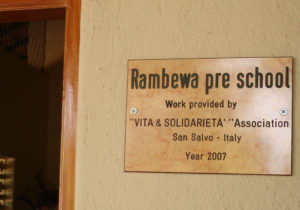 Rambewa pre school
Work provided by
"VITA & SOLIDARIETA' "Association
San Salvo - Italy
Year 2007